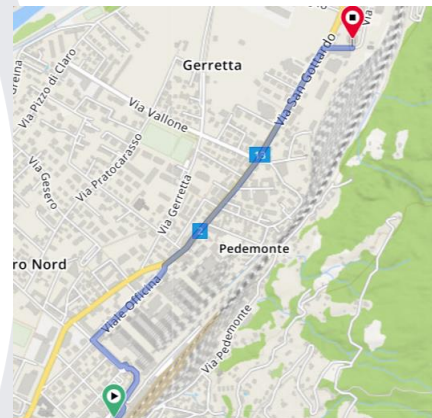 Via San Gottardo
Gerretta
Via Pizzo di Claro
Via Vallone
13
Via Pratocarasso
Via Gesero
Via Gerretta
2
Pedemonte
ro Nord
Viale Officina
Via Pedemonte